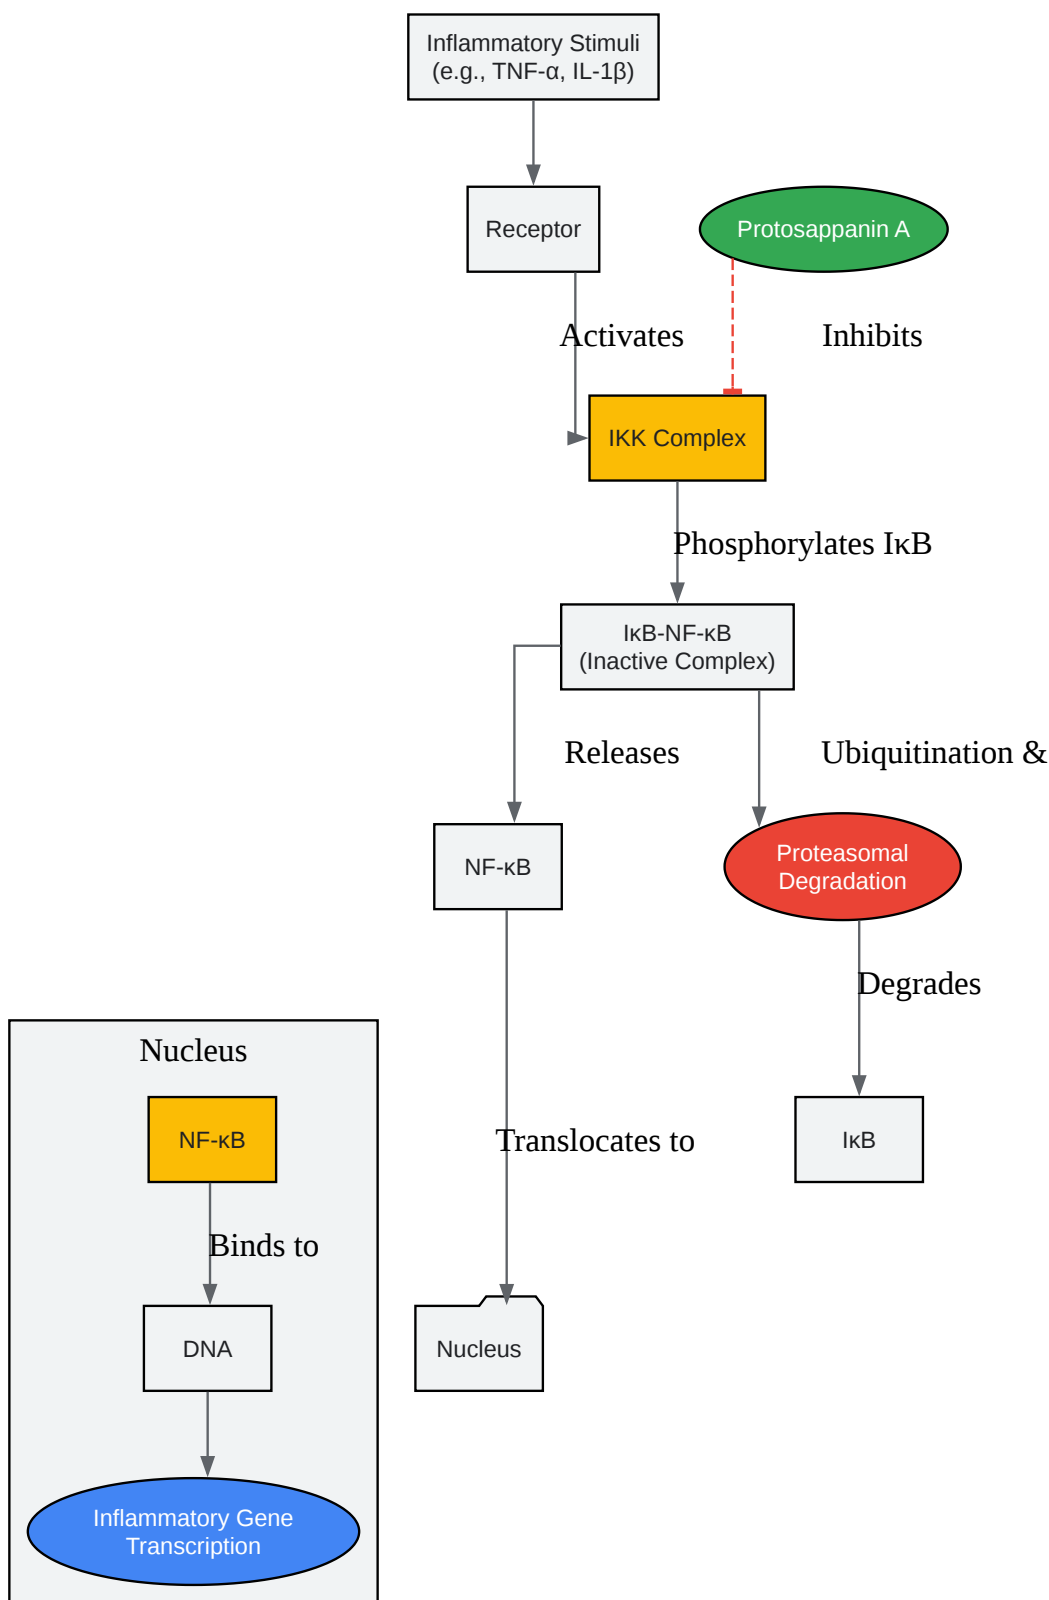 Inflammatory Stimuli
(e.g., TNF-α, IL-1β)
Receptor
Protosappanin A
Activates
Inhibits
IKK Complex
Phosphorylates IκB
IκB-NF-κB
(Inactive Complex)
Releases
Ubiquitination &
NF-κB
Proteasomal
Degradation
Degrades
Nucleus
NF-κB
Translocates to
IκB
Binds to
DNA
Nucleus
Inflammatory Gene
Transcription